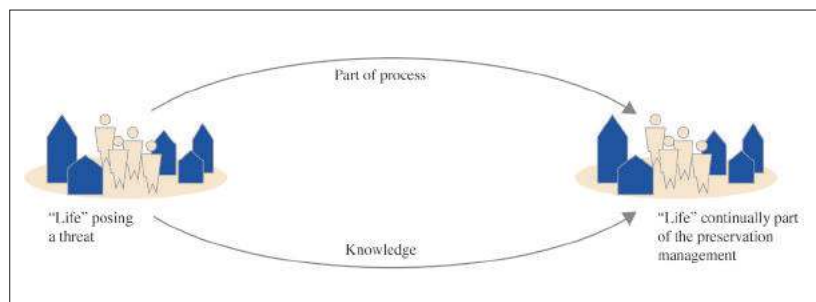 Part of process
“Life” posing
a threat
“Life” continually part
of the preservation
management
Knowledge